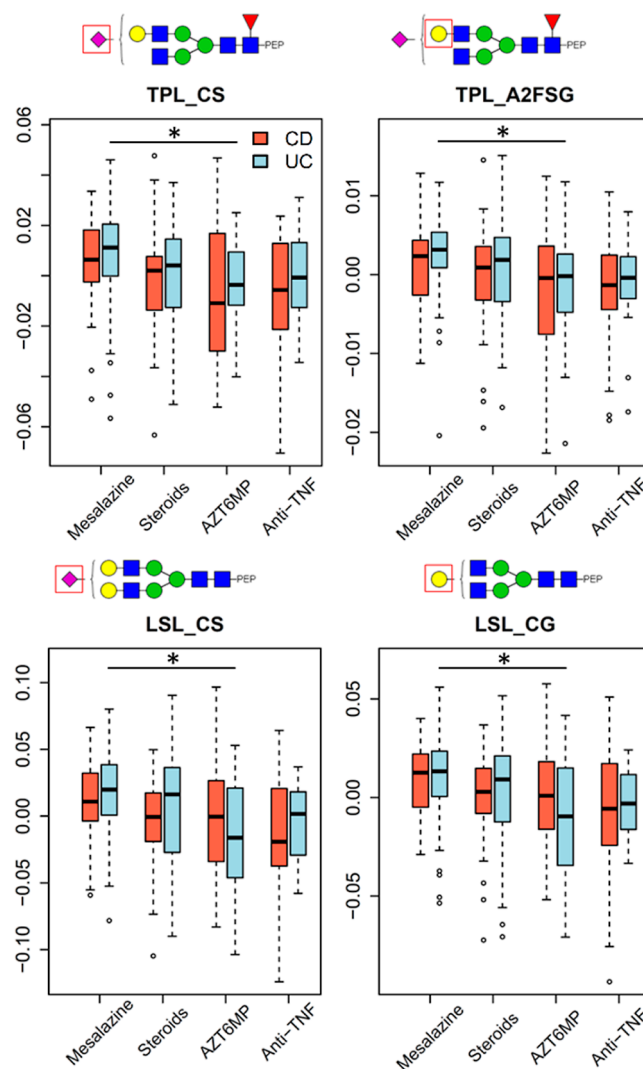 PEP
PEP
TPL_CS
TPL_A2FSG
0.06
0.02
−0.02
−0.06
*
CD
UC
0.01
0.00
−0.01
−0.02
*
Mesalazine
Steroids
AZT6MP
Anti−TNF
Mesalazine
Steroids
AZT6MP
Anti−TNF
PEP
PEP
LSL_CS
LSL_CG
0.10
0.05
0.00
−0.05
−0.10
*
0.05
0.00
−0.05
*
Mesalazine
Steroids
AZT6MP
Anti−TNF
Mesalazine
Steroids
AZT6MP
Anti−TNF